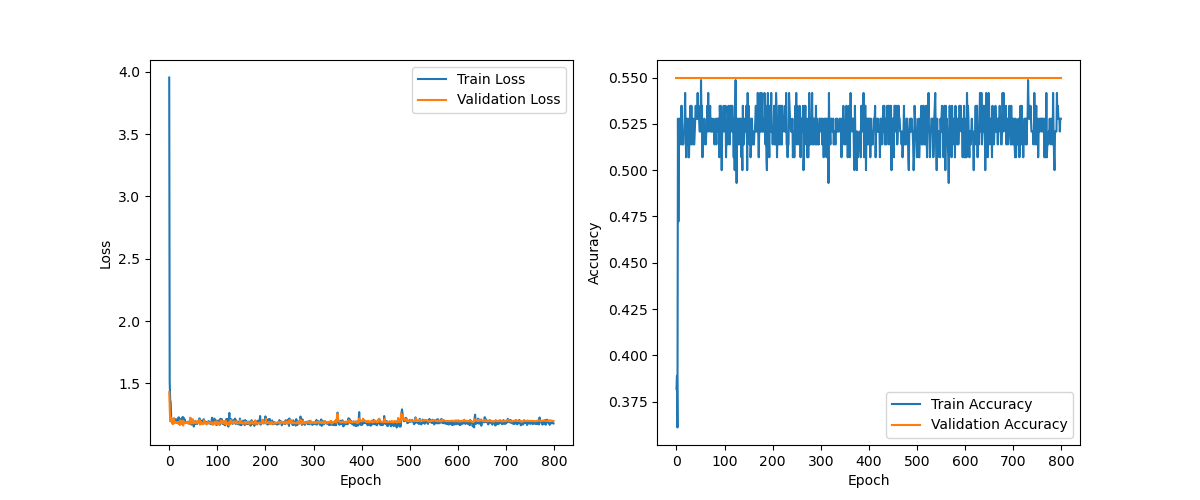 4.0
3.5
3.0
2.5
2.0
1.5
Loss
0 100 200 300 400 500 600 700 800
Epoch
Train Loss
Validation Loss
0.550
0.525
0.500
0.475
0.450
0.425
0.400
0.375
Accuracy
0 100 200 300 400 500 600 700 800
Epoch
Train Accuracy
Validation Accuracy